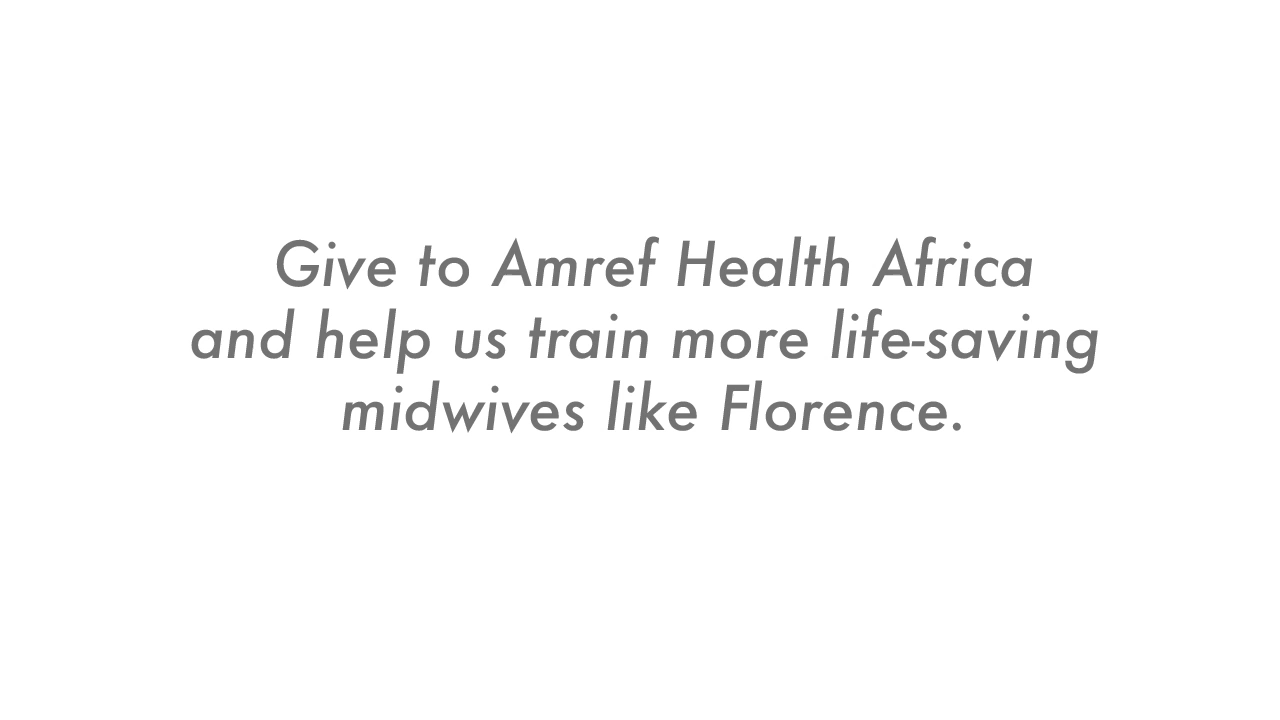 Give to Amref Health Africa
and help us train more life-saving
midwives like Florence.